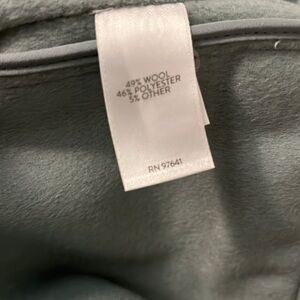 49% WOOL
46% POLYESTER
5% OTHER
RN 97641